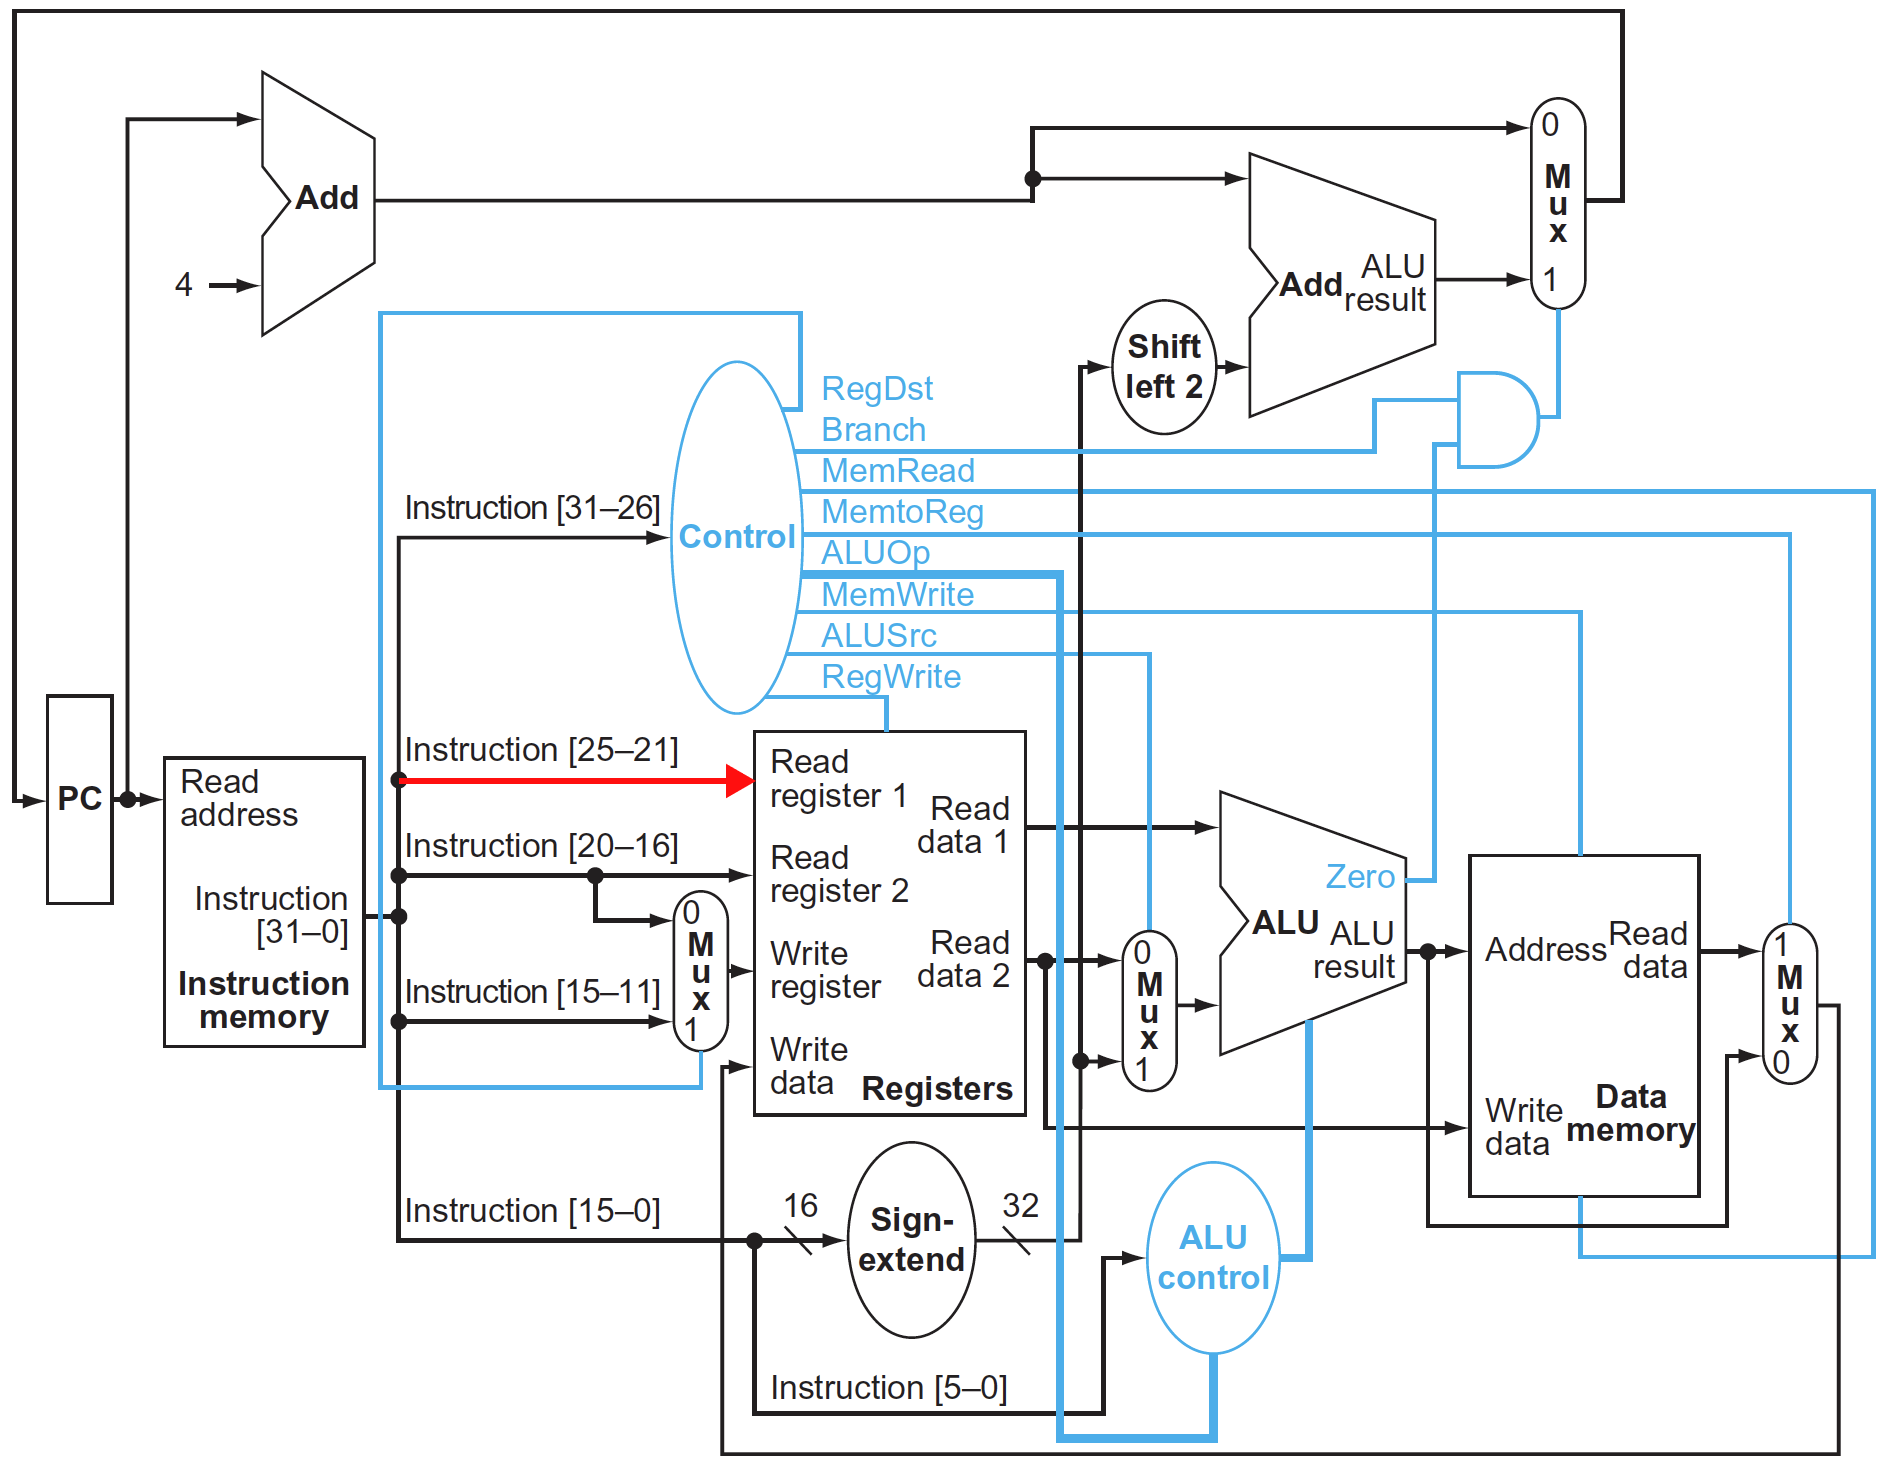 0
M
u
x
1
Add
ALU
result
Add
4
Shift
left 2
RegDst
Branch
MemRead
MemtoReg
ALUOp
MemWrite
ALUSrc
RegWrite
Instruction [31–26]
Control
Instruction [25–21]
Instruction [20–16]
Instruction [15–11]
Instruction [15–0]
PC
Read
address
Instruction
[31–0]
Instruction
memory
0
M
u
x
1
Read
register 1
Read
register 2
Write
register
Write
data
Read
data 1
Read
data 2
Registers
0
M
u
x
1
Zero
ALU
ALU
result
Address
Read
data
Write
data
Data
memory
1
M
u
x
0
16
Sign-
extend
32
ALU
control
Instruction [5–0]